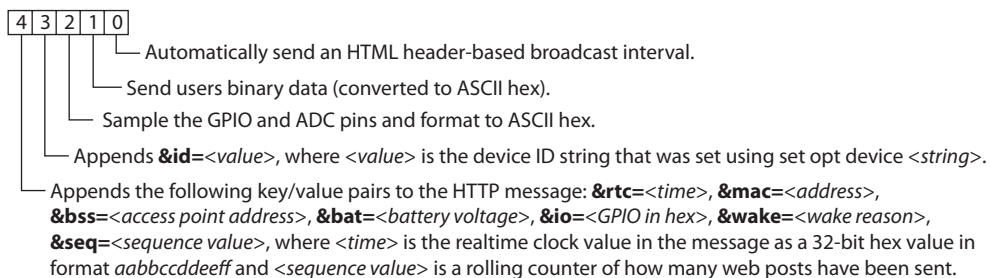 4 3 2 1 0
Automatically send an HTML header-based broadcast interval.
Send users binary data (converted to ASCII hex).
Sample the GPIO and ADC pins and format to ASCII hex.
Appends &id=<value>, where <value> is the device ID string that was set using set opt device <string>.
Appends the following key/value pairs to the HTTP message: &rtc=<time>, &mac=<address>,
&bss=<access point address>, &bat=<battery voltage>, &io=<GPIO in hex>, &wake=<wake reason>,
&seq=<sequence value>, where <time> is the realtime clock value in the message as a 32-bit hex value in
format aabbccddeeff and <sequence value> is a rolling counter of how many web posts have been sent.